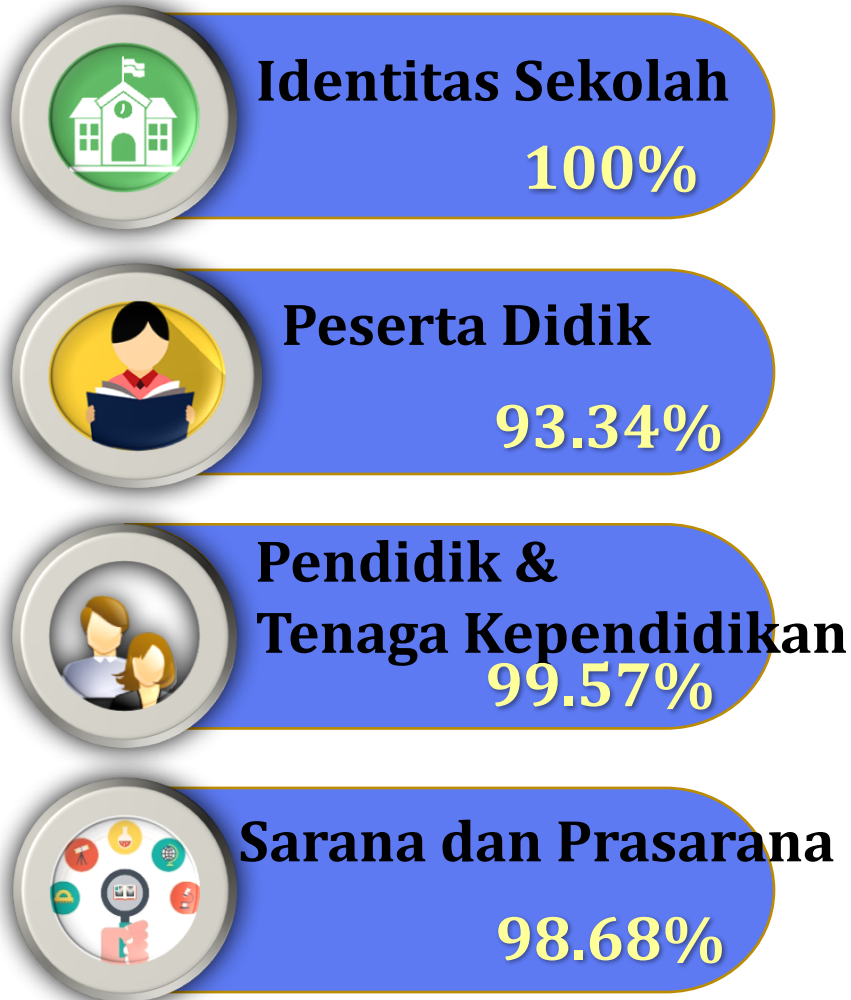 Identitas Sekolah
100%
Peserta Didik
93.34%
Pendidik &
Tenaga Kependidikan
99.57%
Sarana dan Prasarana
98.68%